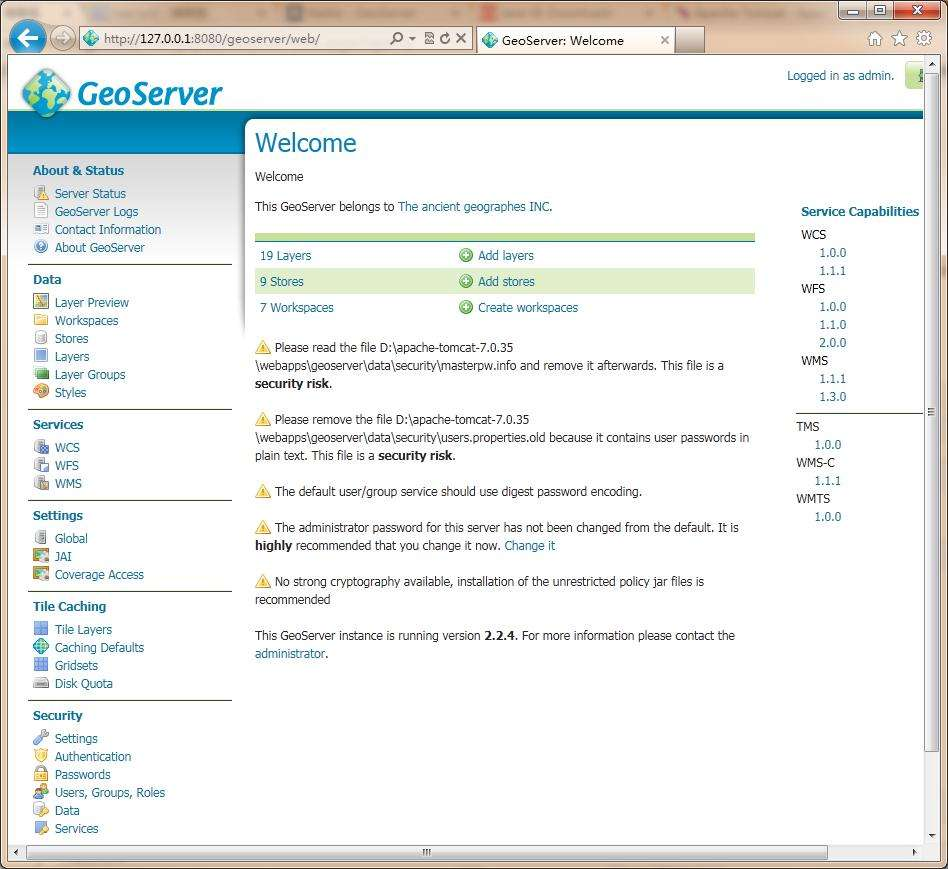 http://127.0.0.1:8080/geoserver/web/
GeoServer: Welcome
GeoServer
Logged in as admin.
About & Status
Server Status
GeoServer Logs
Contact Information
About GeoServer
Data
Layer Preview
Workspaces
Stores
Layers
Layer Groups
Styles
Services
WCS
WFS
WMS
Settings
Global
JAI
Coverage Access
Tile Caching
Tile Layers
Caching Defaults
Gridsets
Disk Quota
Security
Settings
Authentication
Passwords
Users, Groups, Roles
Data
Services
Welcome
Welcome
This GeoServer belongs to The ancient geographes INC.
19 Layers Add layers
9 Stores Add stores
7 Workspaces Create workspaces
Please read the file D:\apache-tomcat-7.0.35
\webapps\geoserver\data\security\masterpw.info and remove it afterwards. This file is a
security risk.
Please remove the file D:\apache-tomcat-7.0.35
\webapps\geoserver\data\security\users.properties.old because it contains user passwords in
plain text. This file is a security risk.
The default user/group service should use digest password encoding.
The administrator password for this server has not been changed from the default. It is
highly recommended that you change it now. Change it
No strong cryptography available, installation of the unrestricted policy jar files is
recommended
This GeoServer instance is running version 2.2.4. For more information please contact the
administrator.
Service Capabilities
WCS
1.0.0
1.1.1
WFS
1.0.0
1.1.0
2.0.0
WMS
1.1.1
1.3.0
TMS
1.0.0
WMS-C
1.1.1
WMTS
1.0.0